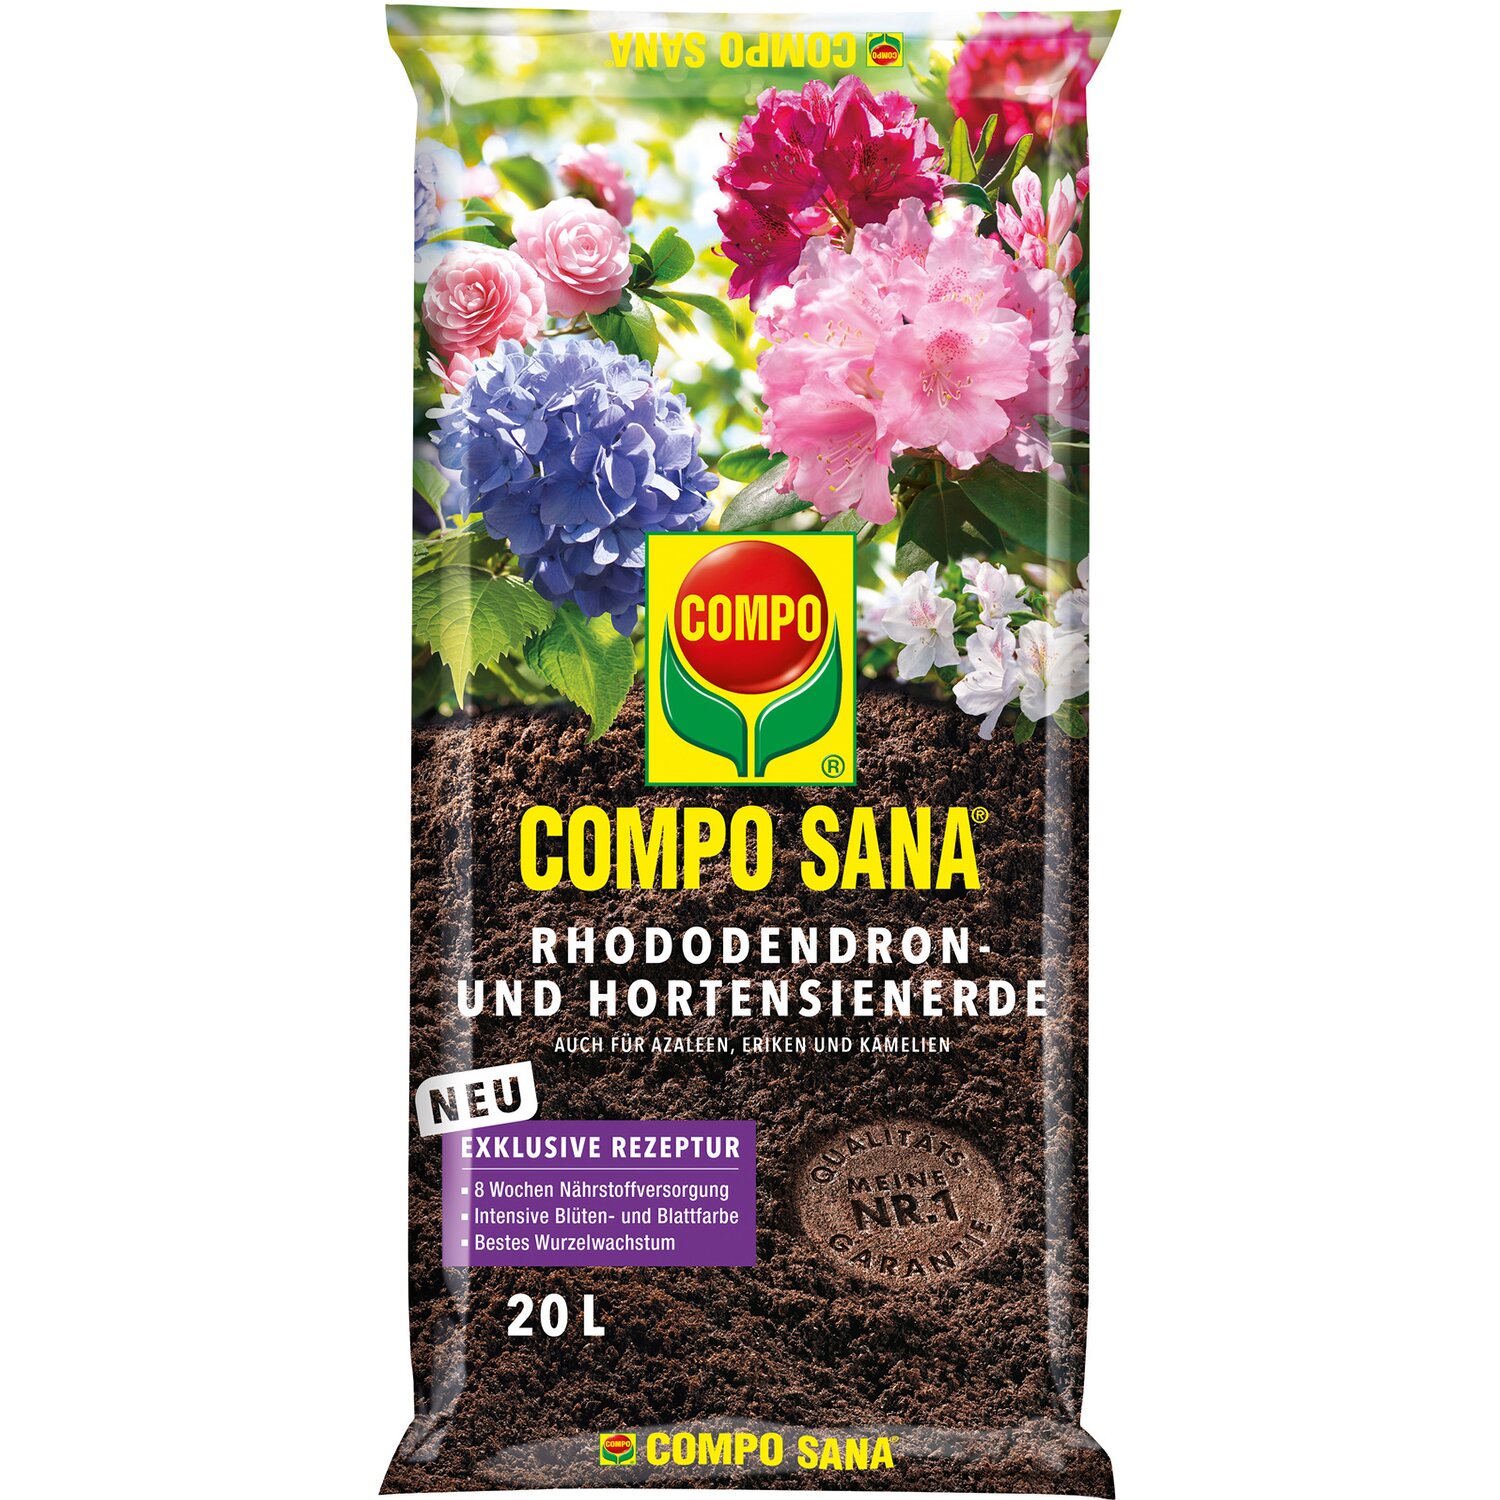 COMPO SANA®
COMPO
COMPO
®
COMPO SANA®
RHODODENDRON-
UND HORTENSIENERDE
AUCH FÜR AZALEEN, ERIKEN UND KAMELIEN
NEU
EXKLUSIVE REZEPTUR
▪ 8 Wochen Nährstoffversorgung
▪ Intensive Blüten- und Blattfarbe
▪ Bestes Wurzelwachstum
QUALITÄTS-
MEINE
NR.1
GARANTIE
20 L
COMPO
COMPO SANA®